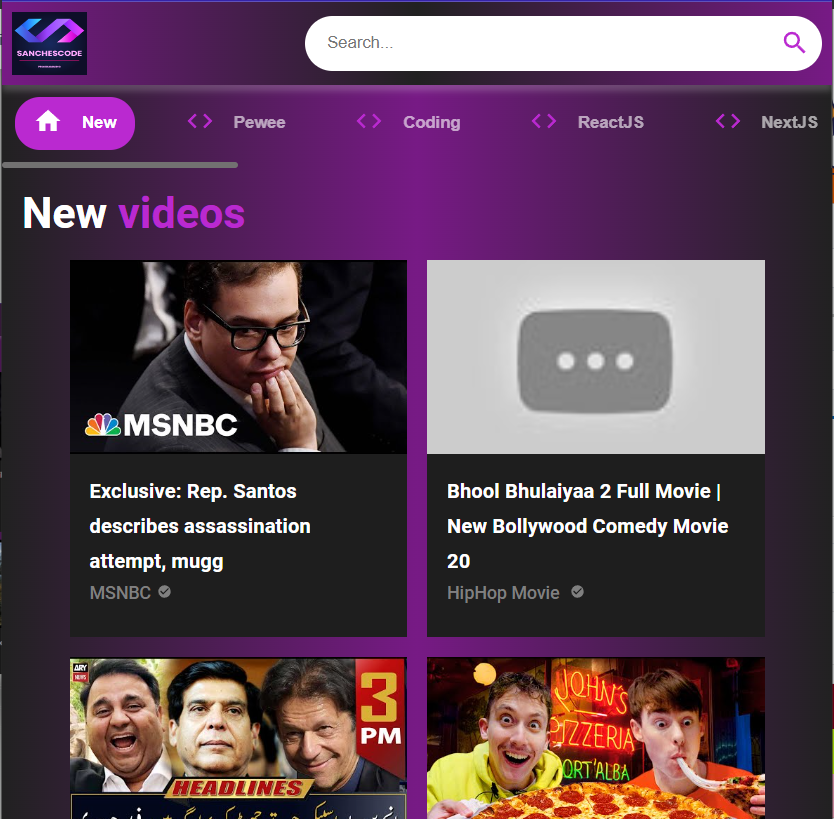 SANCHESCODE
Search...
New
Pewee
Coding
ReactJS
NextJS
New videos
MSNBC
Exclusive: Rep. Santos
describes assassination
attempt, mugg
MSNBC
Bhool Bhulaiyaa 2 Full Movie |
New Bollywood Comedy Movie
20
HipHop Movie
ARY
NEWS
3
PM
HEADLINES
JOHN'S
PIZZERIA
PORT'ALBA